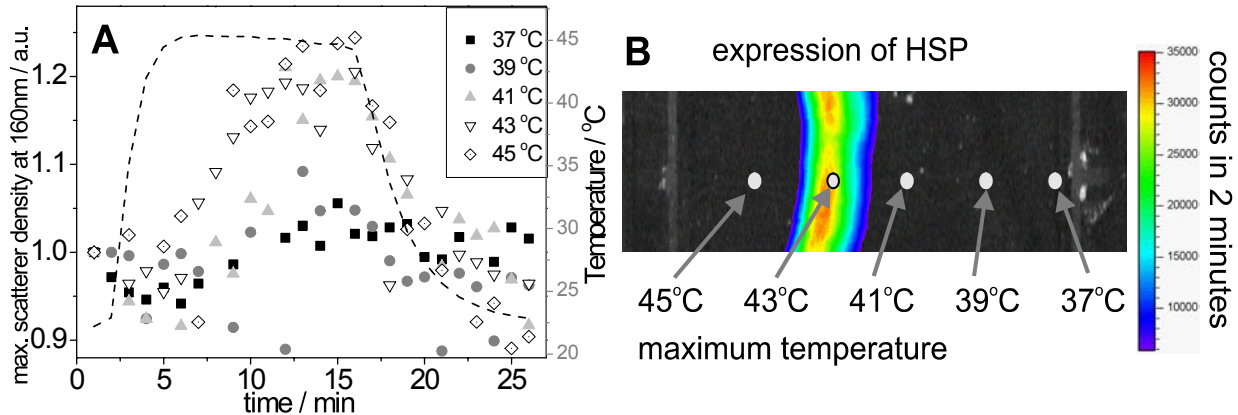 A
37 °C
39 °C
41 °C
43 °C
45 °C
max. scatterer density at 160nm / a.u.
1.2
1.1
1.0
0.9
0
5
10
15
20
25
time / min
45
40
35
30
25
20
Temperature / °C
B
expression of HSP
45°C
43°C
41°C
39°C
37°C
maximum temperature
35000
30000
25000
20000
15000
10000
counts in 2 minutes